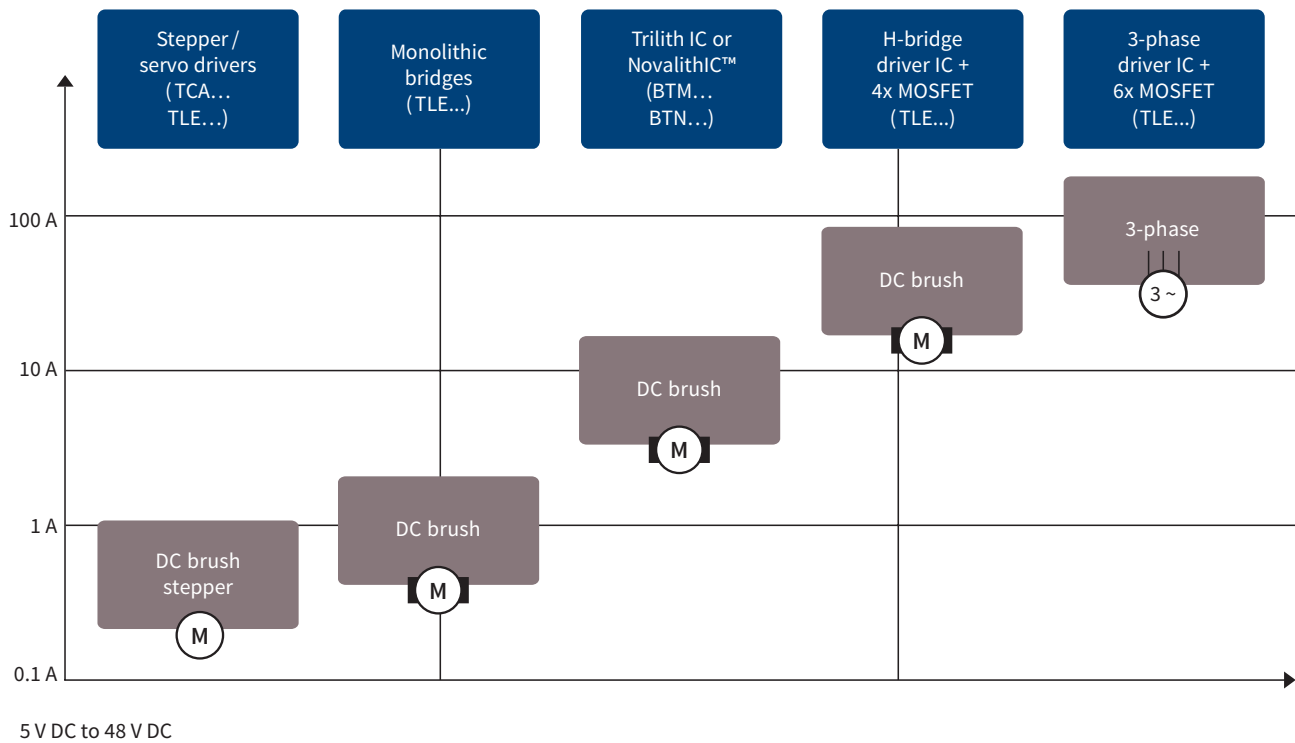 Stepper /
servo drivers
(TCA…
TLE…)
Monolithic
bridges
(TLE...)
Trilith IC or
NovalithIC™
(BTM…
BTN…)
H-bridge
driver IC +
4x MOSFET
(TLE...)
3-phase
driver IC +
6x MOSFET
(TLE...)
100 A
3-phase
3 ~
DC brush
M
10 A
DC brush
M
1 A
DC brush
M
DC brush
stepper
M
0.1 A
5 V DC to 48 V DC